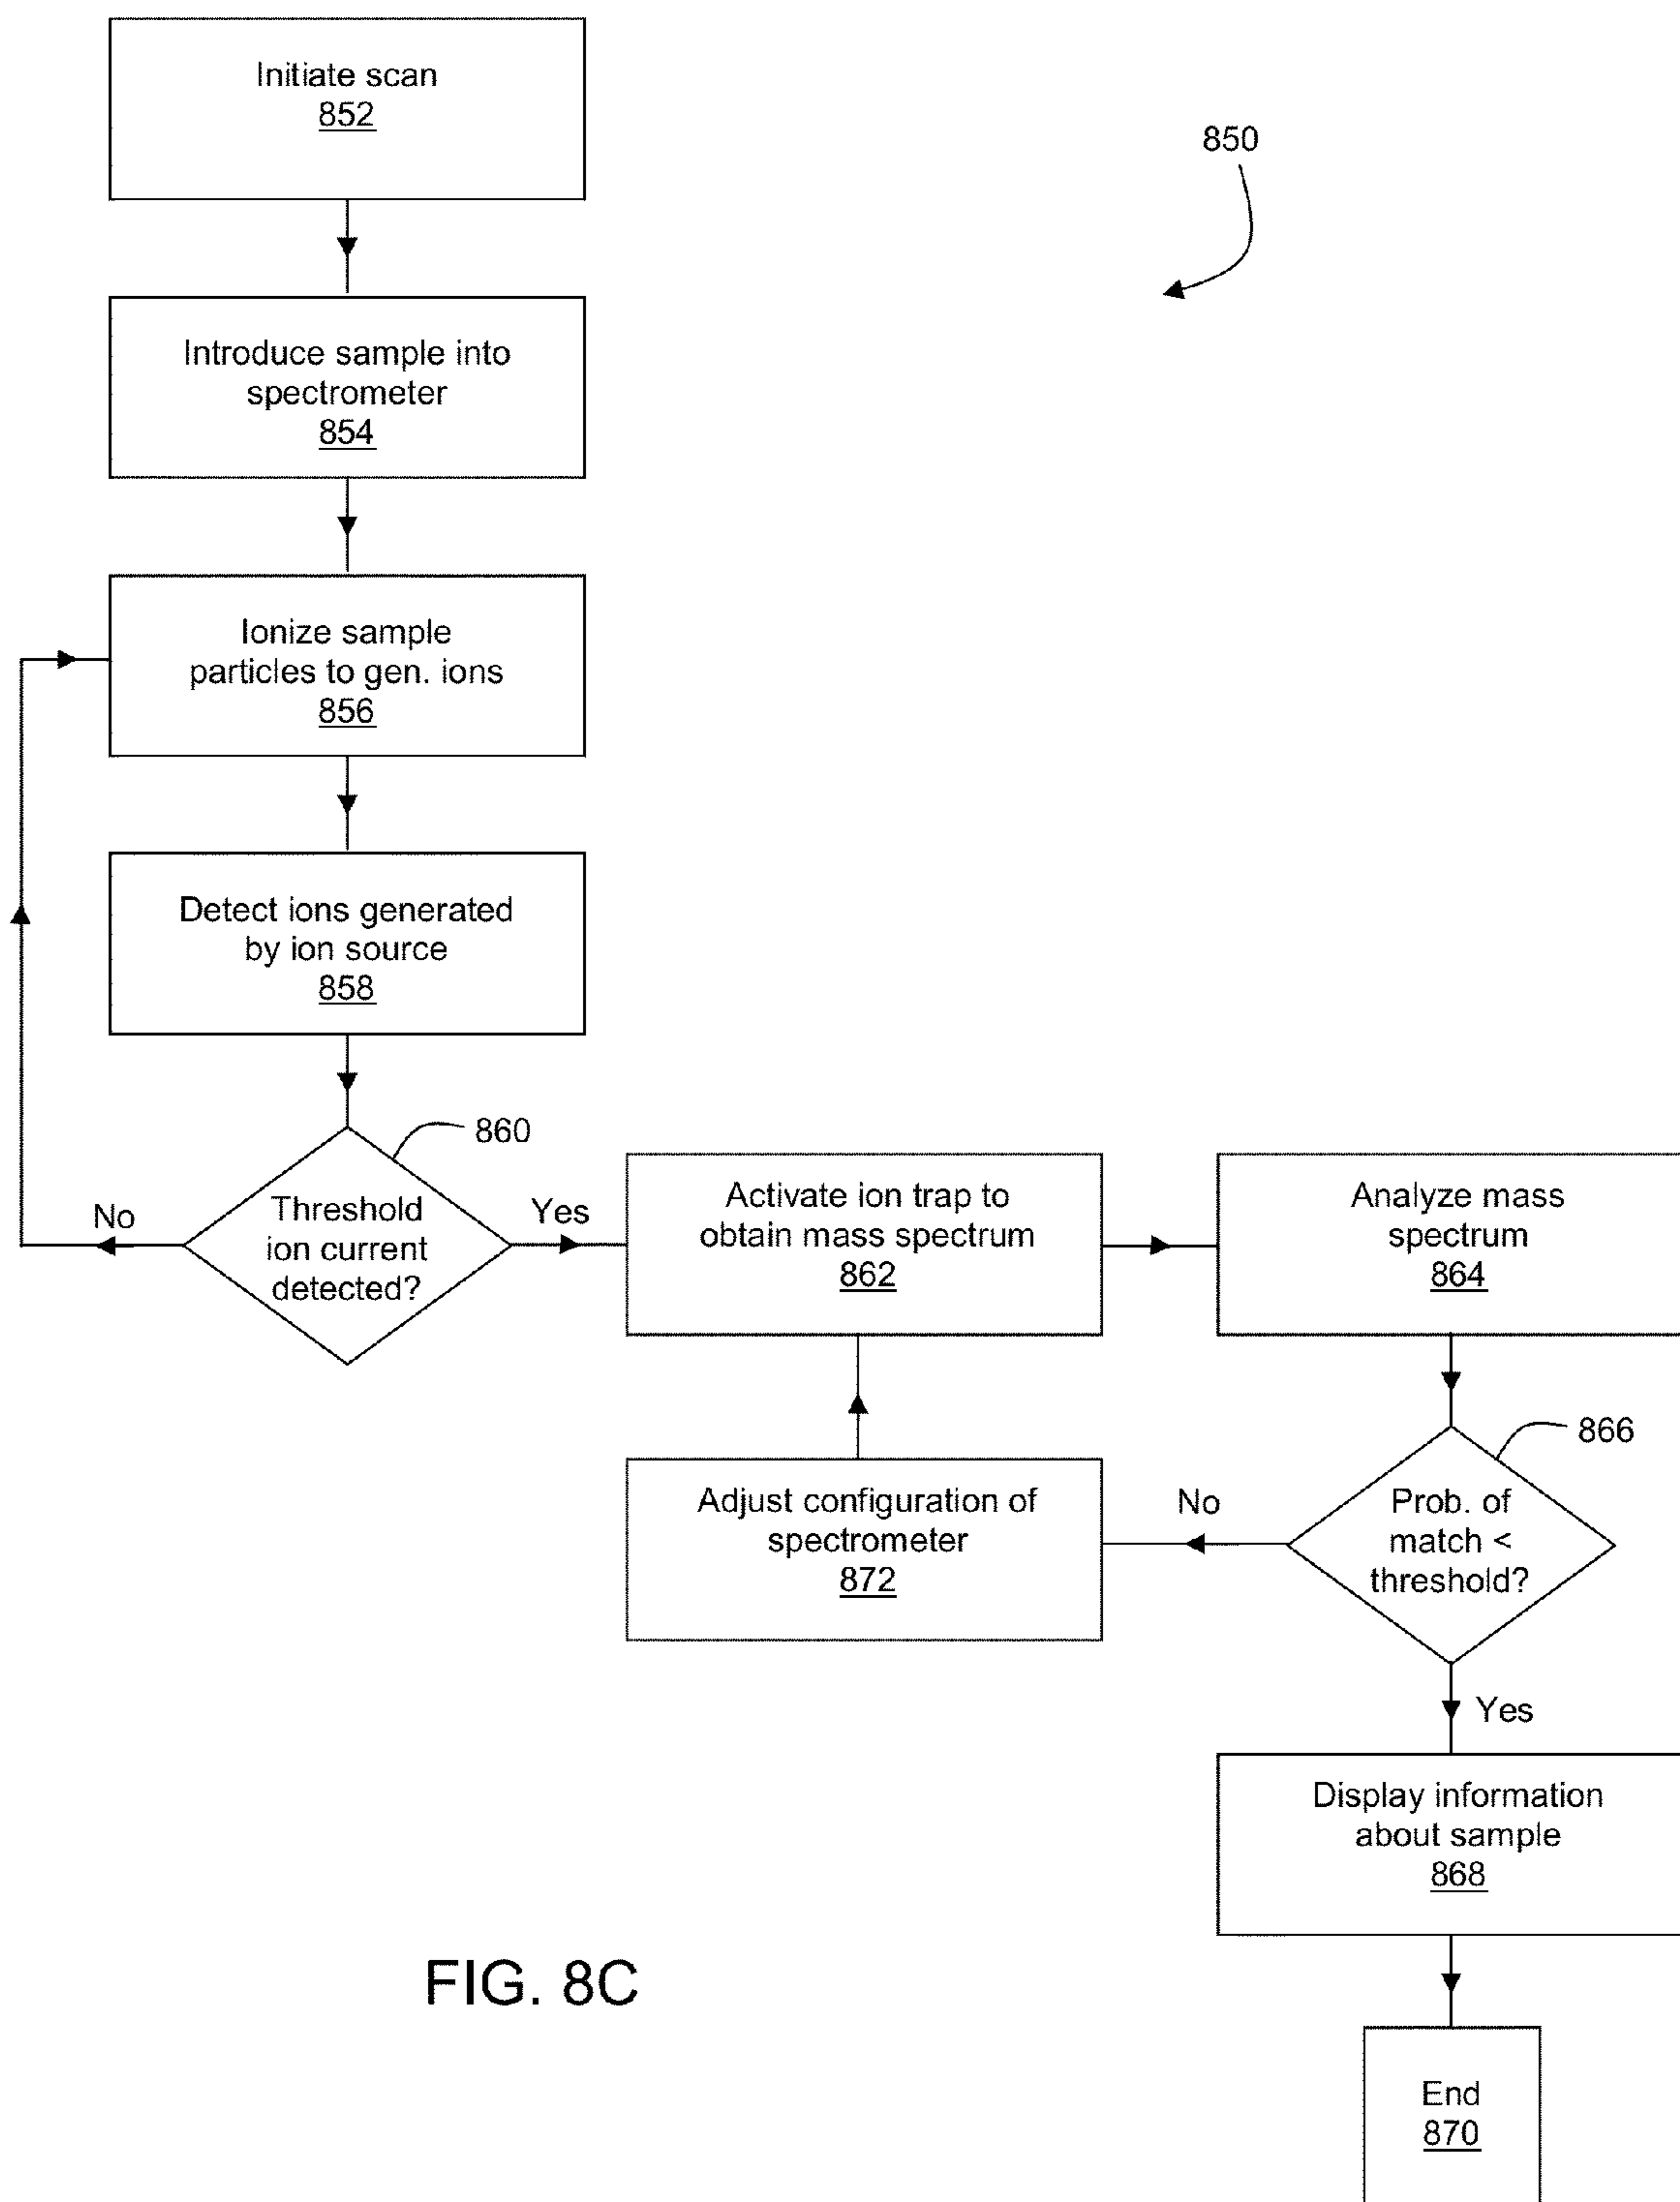 Initiate scan
852
850
Introduce sample into
spectrometer
854
Ionize sample
particles to gen. ions
856
Detect ions generated
by ion source
858
860
Threshold
ion current
detected?
No
Yes
Activate ion trap to
obtain mass spectrum
862
Analyze mass
spectrum
864
866
Prob. of
match <
threshold?
No
Adjust configuration of
spectrometer
872
Yes
Display information
about sample
868
End
870
FIG. 8C